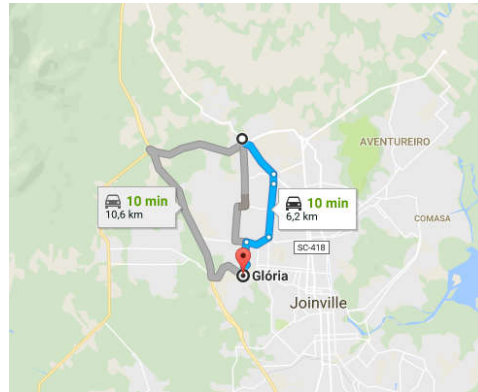 AVENTUREIRO
10 min
10,6 km
10 min
6,2 km
COMASA
SC-418
Glória
Joinville